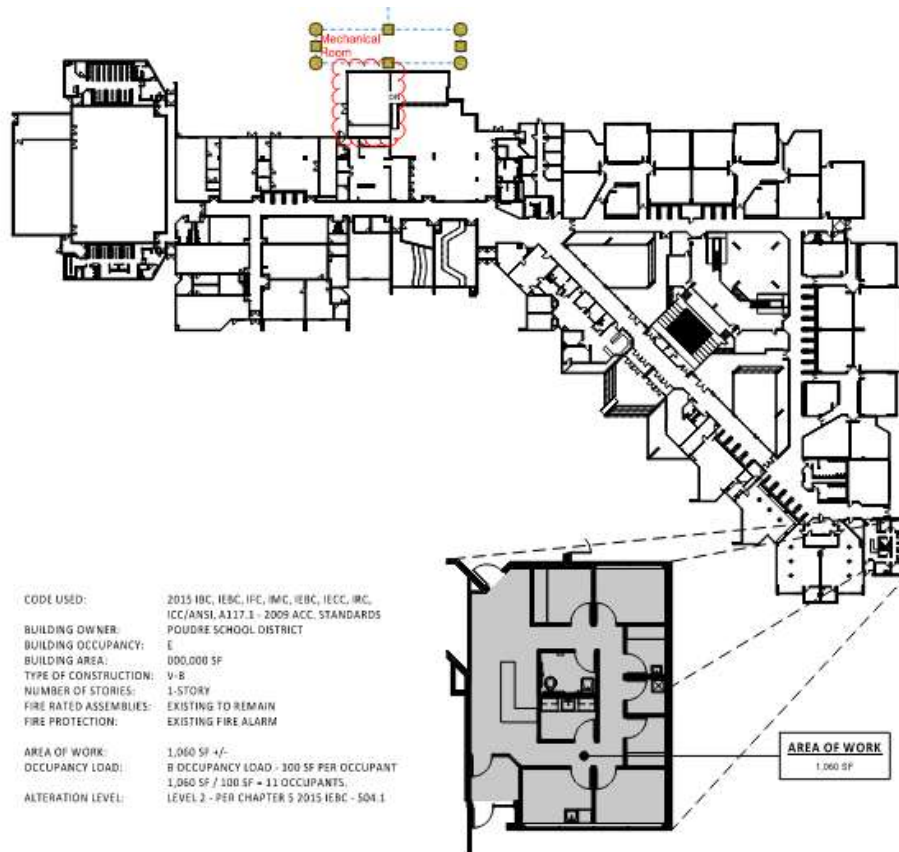 Mechanical
Room
CODE USED: 2015 IBC, IEBC, IFC, IMC, IEBC, IECC, IRC,
ICC/ANSI, A117.1 - 2009 ACC. STANDARDS
BUILDING OWNER: POUDRE SCHOOL DISTRICT
BUILDING OCCUPANCY: E
BUILDING AREA: 000,000 SF
TYPE OF CONSTRUCTION: V-B
NUMBER OF STORIES: 1-STORY
FIRE RATED ASSEMBLIES: EXISTING TO REMAIN
FIRE PROTECTION: EXISTING FIRE ALARM
AREA OF WORK: 1,060 SF +/-
OCCUPANCY LOAD: B OCCUPANCY LOAD - 100 SF PER OCCUPANT
1,060 SF / 100 SF = 11 OCCUPANTS.
ALTERATION LEVEL: LEVEL 2 - PER CHAPTER 5 2015 IEBC - 504.1
AREA OF WORK
1,060 SF